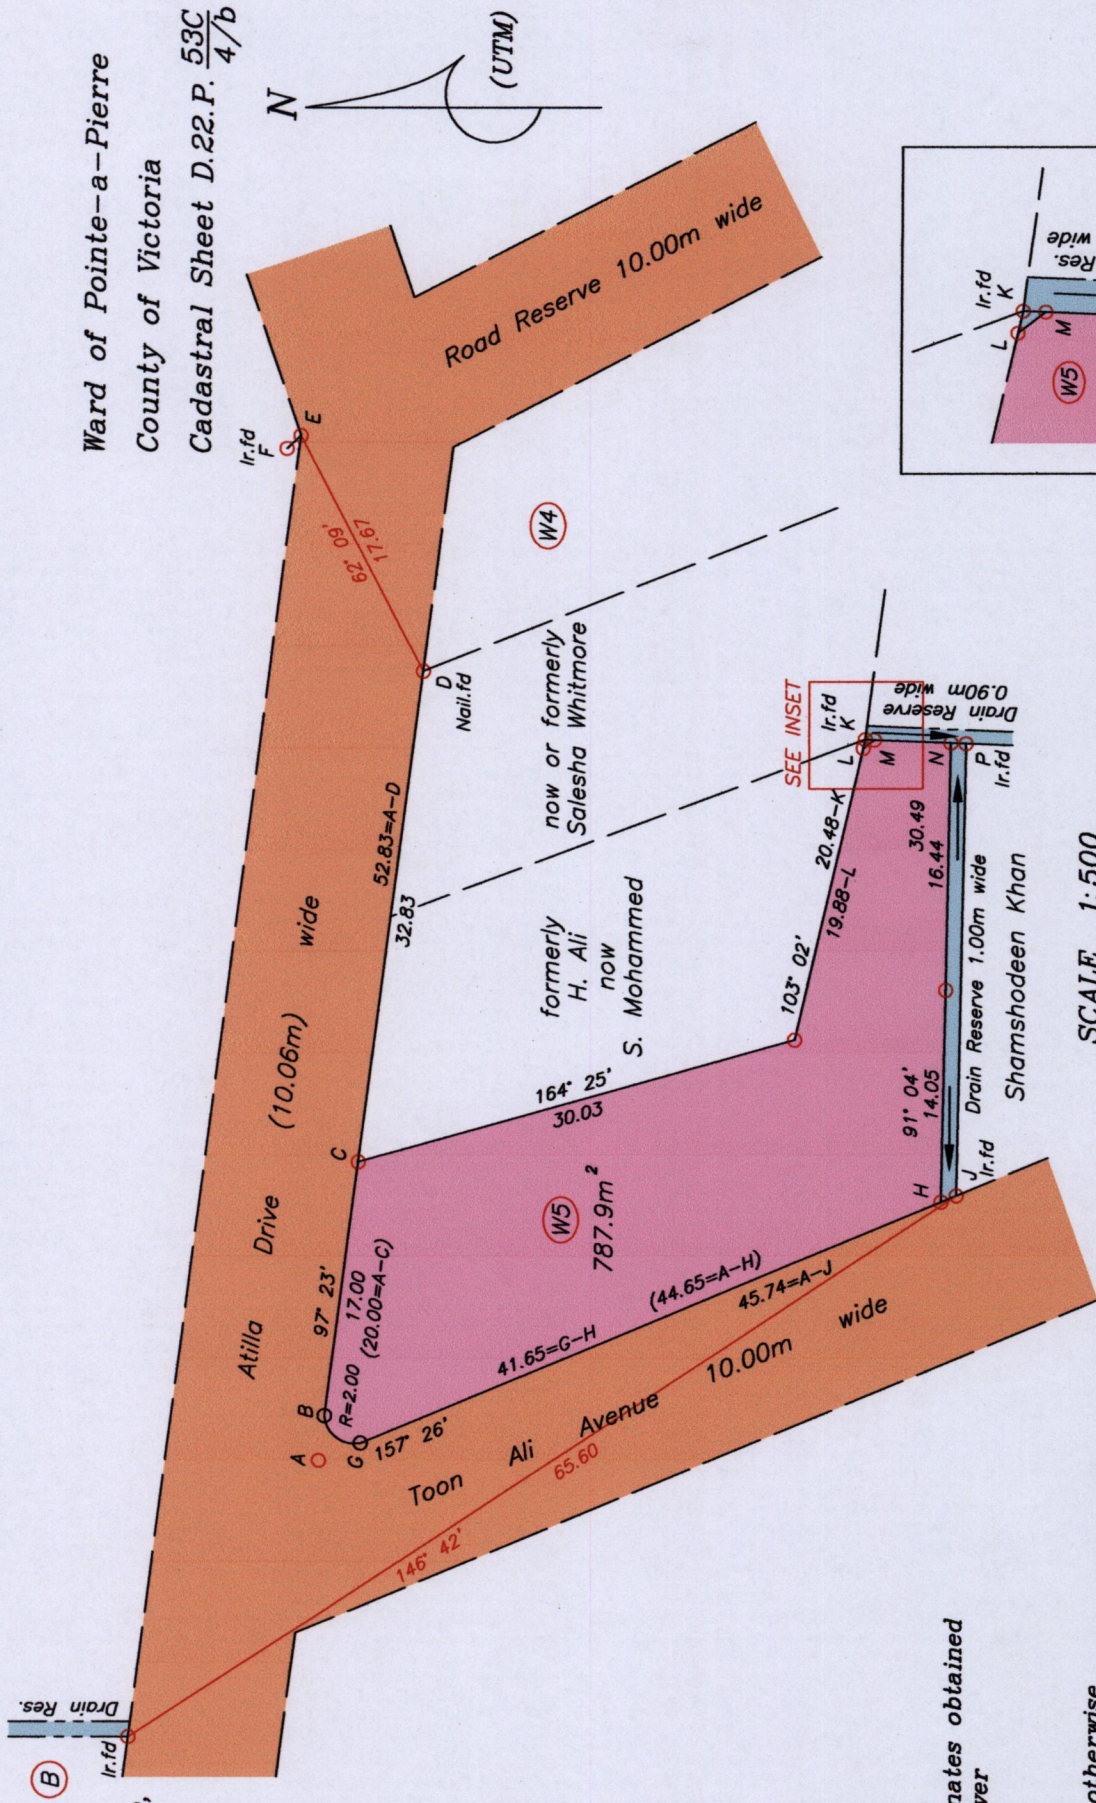 Ward of Pointe-a-Pierre
County of Victoria
Cadastral Sheet D.22.P. 53C
4/b
N
(UTM)
B
Drain Res.
Ir.fd
Atilla Drive (10.06m) wide
Ir.fd
F
E
62° 09'
17.67
Road Reserve 10.00m wide
A
B
97° 23'
17.00
(20.00=A-C)
R=2.00
G
C
52.83=A-D
32.83
D
Nail.fd
W4
now or formerly
Salesha Whitmore
formerly
H. Ali
now
S. Mohammed
164° 25'
30.03
W5
787.9m²
157° 26'
41.65=G-H
(44.65=A-H)
45.74=A-J
Toon Ali Avenue 10.00m wide
146° 42'
65.60
103° 02'
20.48-K
19.88-L
SEE INSET
Ir.fd
K
L
M
N
P
Ir.fd
Drain Reserve
0.90m wide
30.49
16.44
91° 04'
14.05
H
J
Ir.fd
Drain Reserve 1.00m wide
Shamshodeen Khan
SCALE 1:500
Ir.fd
K
L
M
W5
Res.
wide
nates obtained
ver
otherwise